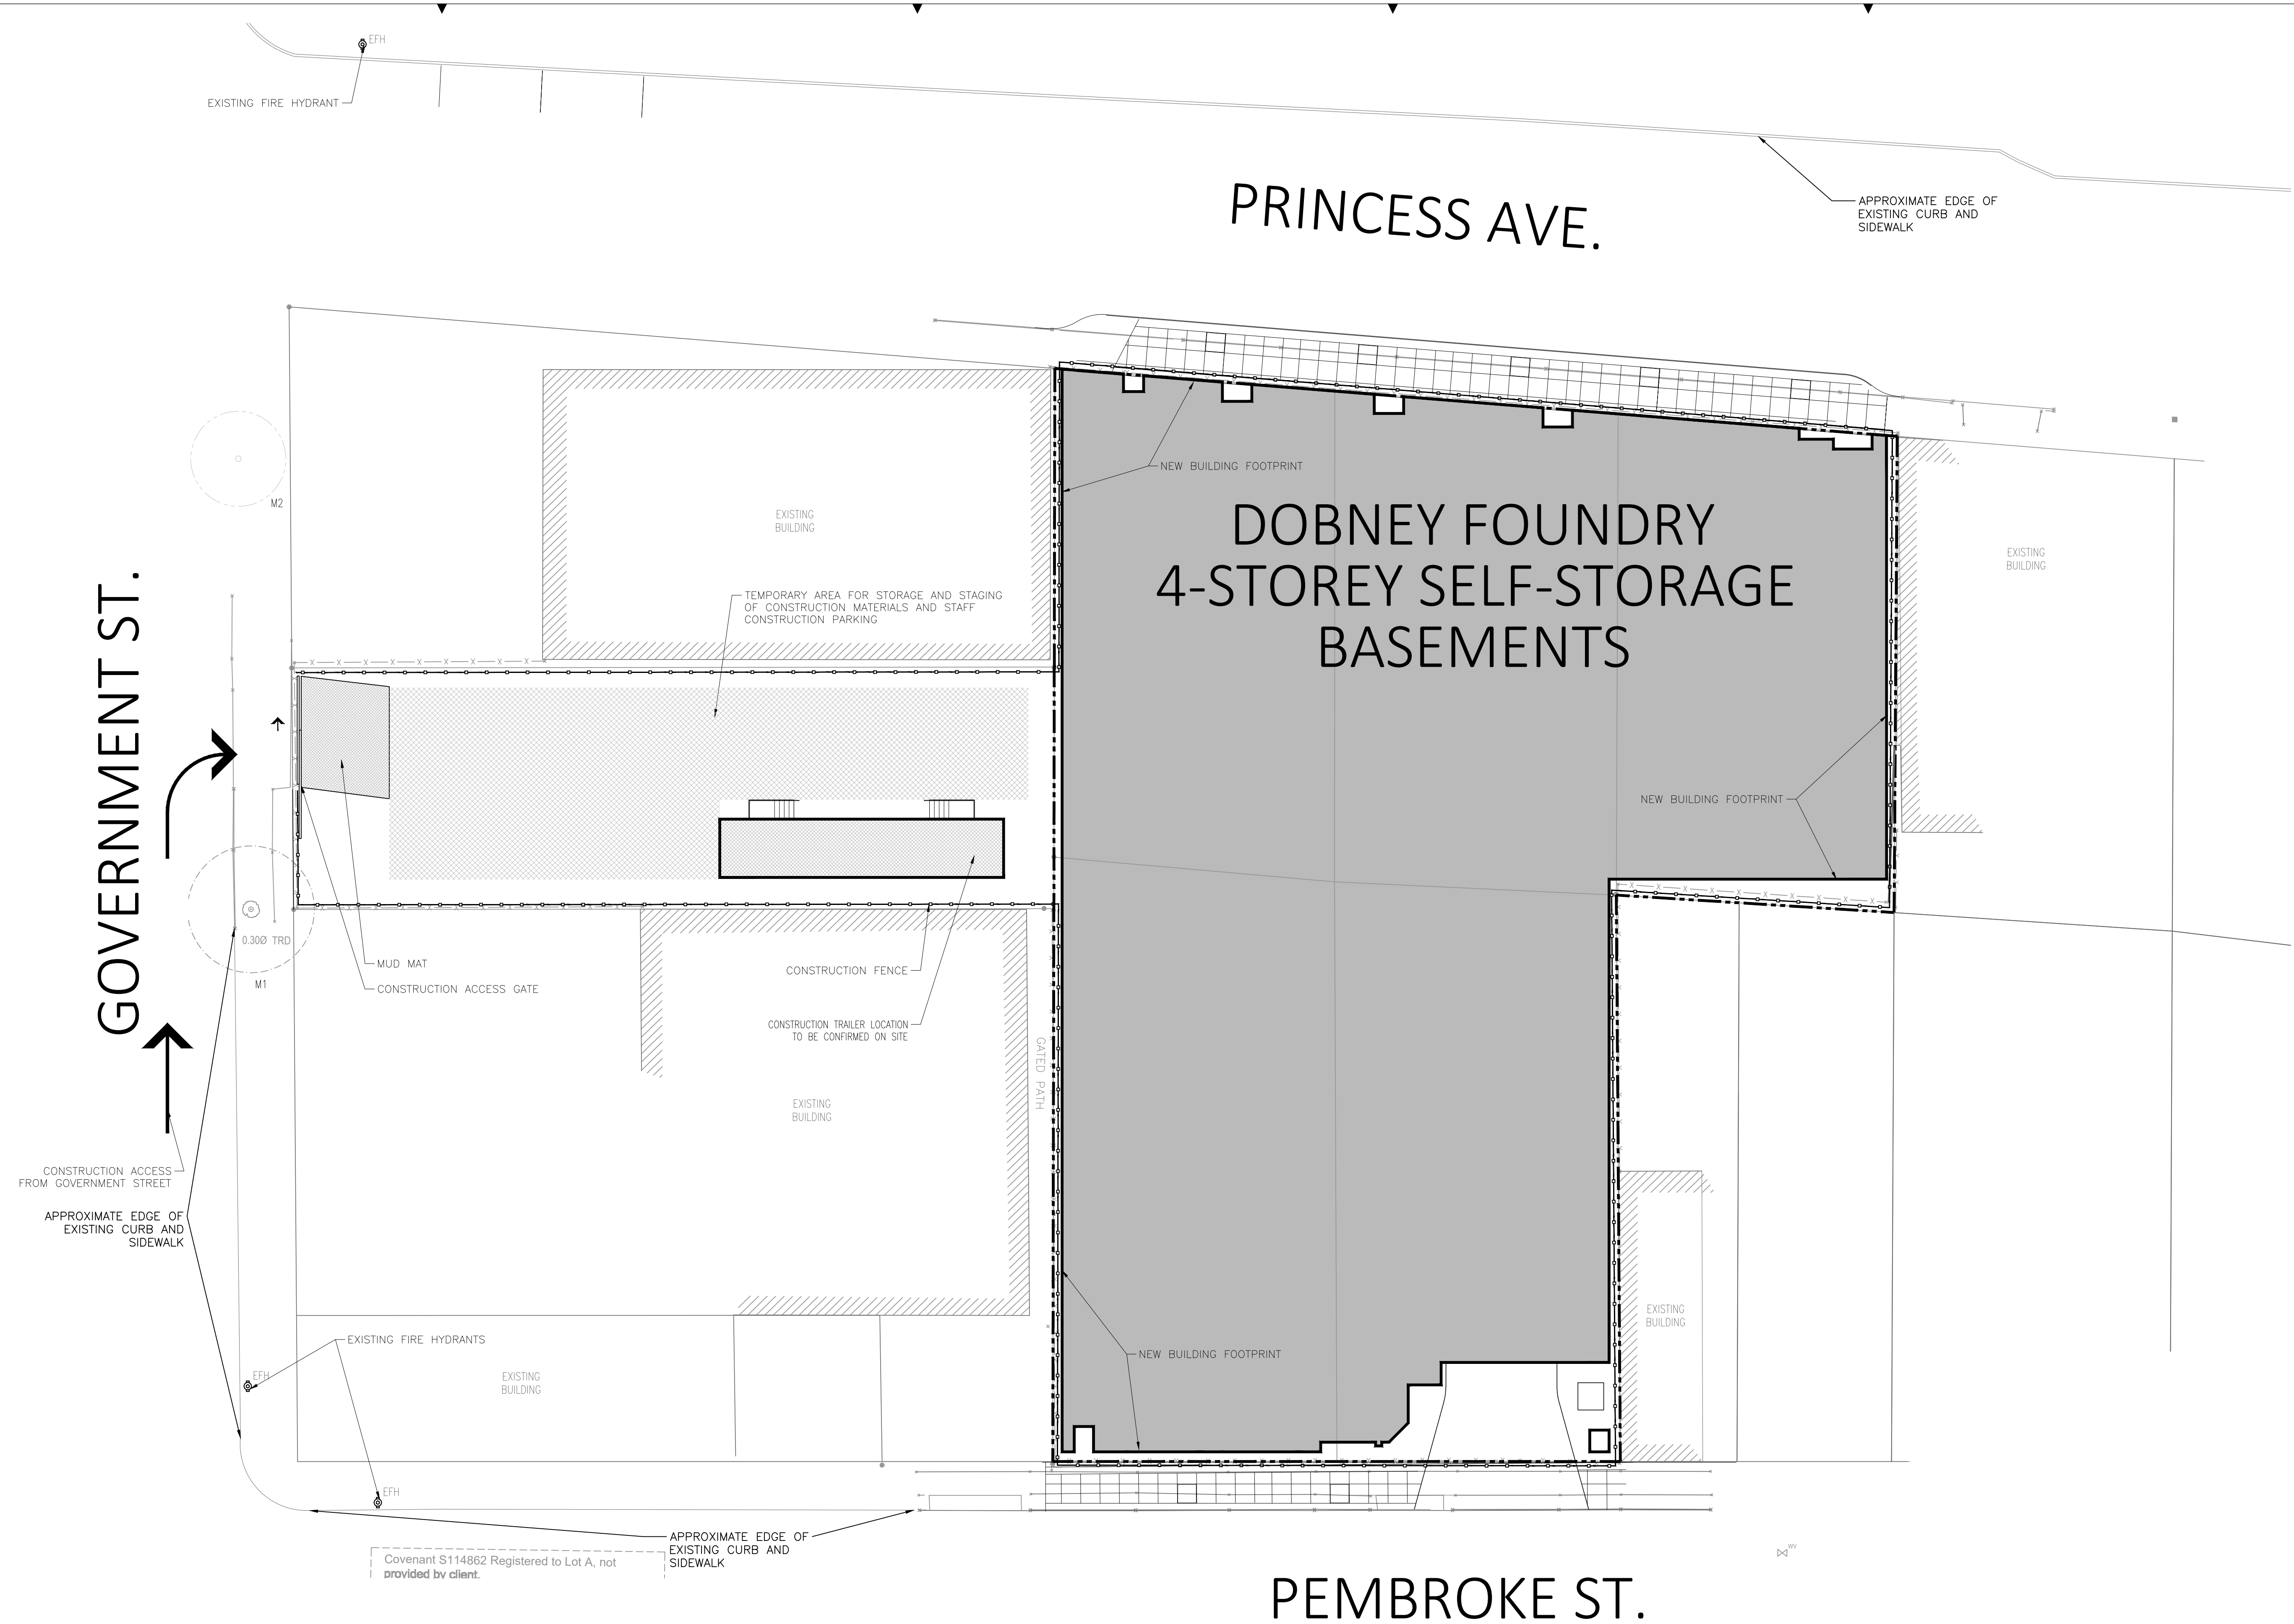 EFH
EXISTING FIRE HYDRANT
PRINCESS AVE.
APPROXIMATE EDGE OF
EXISTING CURB AND
SIDEWALK
NEW BUILDING FOOTPRINT
M2
EXISTING
BUILDING
DOBNEY FOUNDRY
4-STOREY SELF-STORAGE
BASEMENTS
EXISTING
BUILDING
TEMPORARY AREA FOR STORAGE AND STAGING
OF CONSTRUCTION MATERIALS AND STAFF
CONSTRUCTION PARKING
GOVERNMENT ST.
NEW BUILDING FOOTPRINT
0.30Ø TRD
M1
MUD MAT
CONSTRUCTION ACCESS GATE
CONSTRUCTION FENCE
CONSTRUCTION TRAILER LOCATION
TO BE CONFIRMED ON SITE
GATED PATH
EXISTING
BUILDING
CONSTRUCTION ACCESS
FROM GOVERNMENT STREET
APPROXIMATE EDGE OF
EXISTING CURB AND
SIDEWALK
EXISTING FIRE HYDRANTS
EFH
EXISTING
BUILDING
NEW BUILDING FOOTPRINT
EXISTING
BUILDING
EFH
APPROXIMATE EDGE OF
EXISTING CURB AND
SIDEWALK
Covenant S114862 Registered to Lot A, not
provided by client.
WV
PEMBROKE ST.